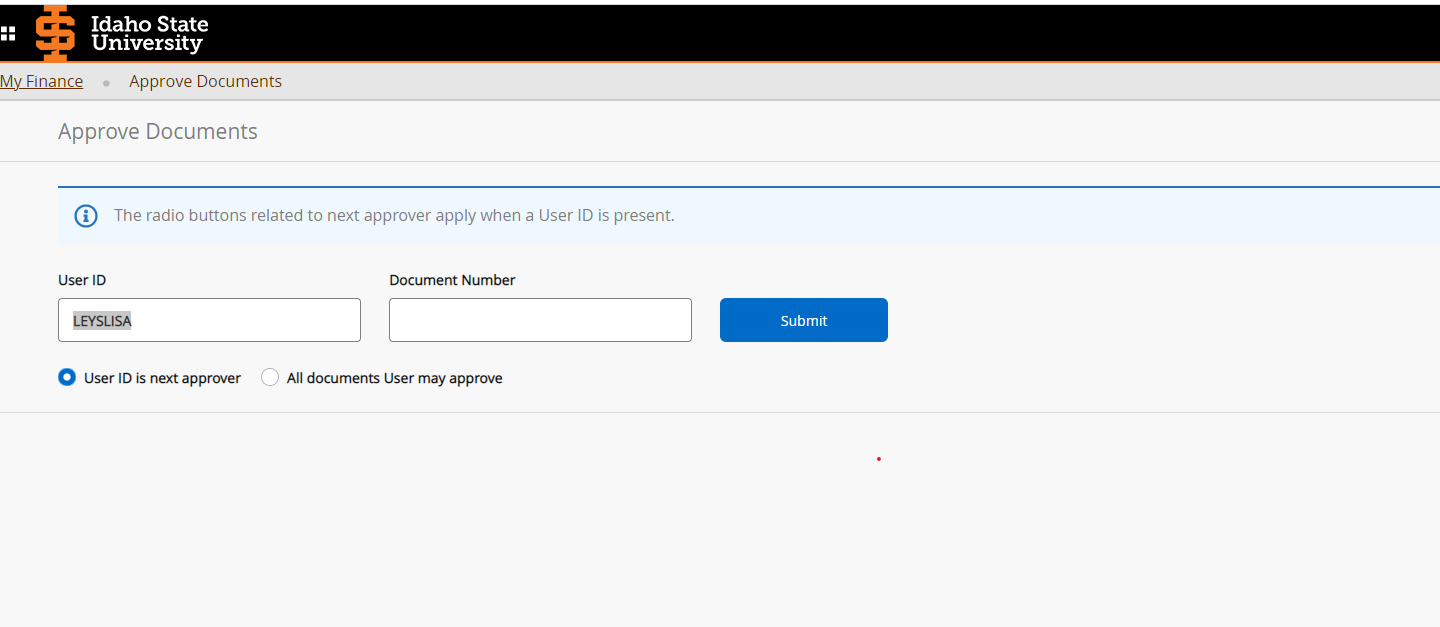 Idaho State
University
My Finance • Approve Documents
Approve Documents
The radio buttons related to next approver apply when a User ID is present.
User ID Document Number
LEYSLISA Submit
User ID is next approver All documents User may approve